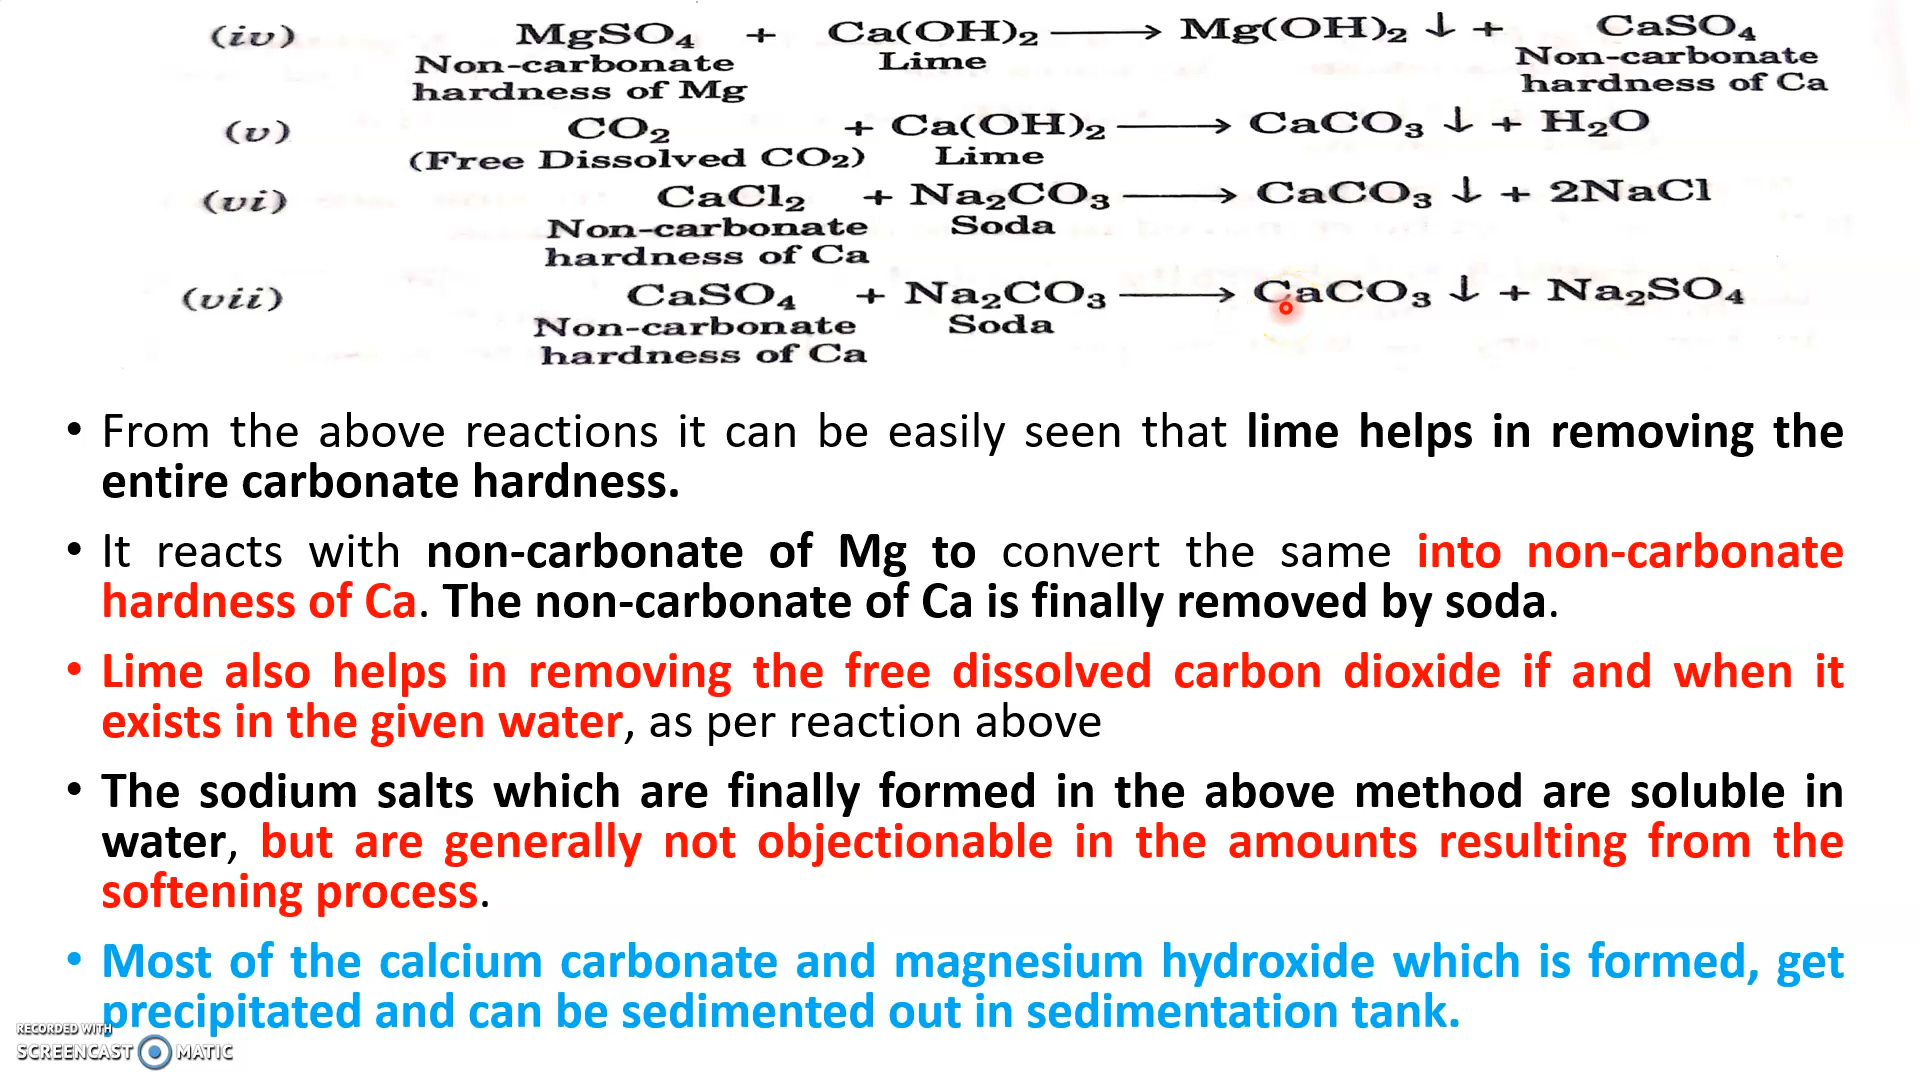 (iv) MgSO₄ + Ca(OH)₂ ⟶ Mg(OH)₂ ↓ + CaSO₄
Non-carbonate Lime Non-carbonate
hardness of Mg hardness of Ca
(v) CO₂ + Ca(OH)₂ ⟶ CaCO₃ ↓ + H₂O
(Free Dissolved CO₂) Lime
(vi) CaCl₂ + Na₂CO₃ ⟶ CaCO₃ ↓ + 2NaCl
Non-carbonate Soda
hardness of Ca
(vii) CaSO₄ + Na₂CO₃ ⟶ CaCO₃ ↓ + Na₂SO₄
Non-carbonate Soda
hardness of Ca
• From the above reactions it can be easily seen that lime helps in removing the
entire carbonate hardness.
• It reacts with non-carbonate of Mg to convert the same into non-carbonate
hardness of Ca. The non-carbonate of Ca is finally removed by soda.
• Lime also helps in removing the free dissolved carbon dioxide if and when it
exists in the given water, as per reaction above
• The sodium salts which are finally formed in the above method are soluble in
water, but are generally not objectionable in the amounts resulting from the
softening process.
• Most of the calcium carbonate and magnesium hydroxide which is formed, get
precipitated and can be sedimented out in sedimentation tank.
RECORDED WITH
SCREENCAST MATIC